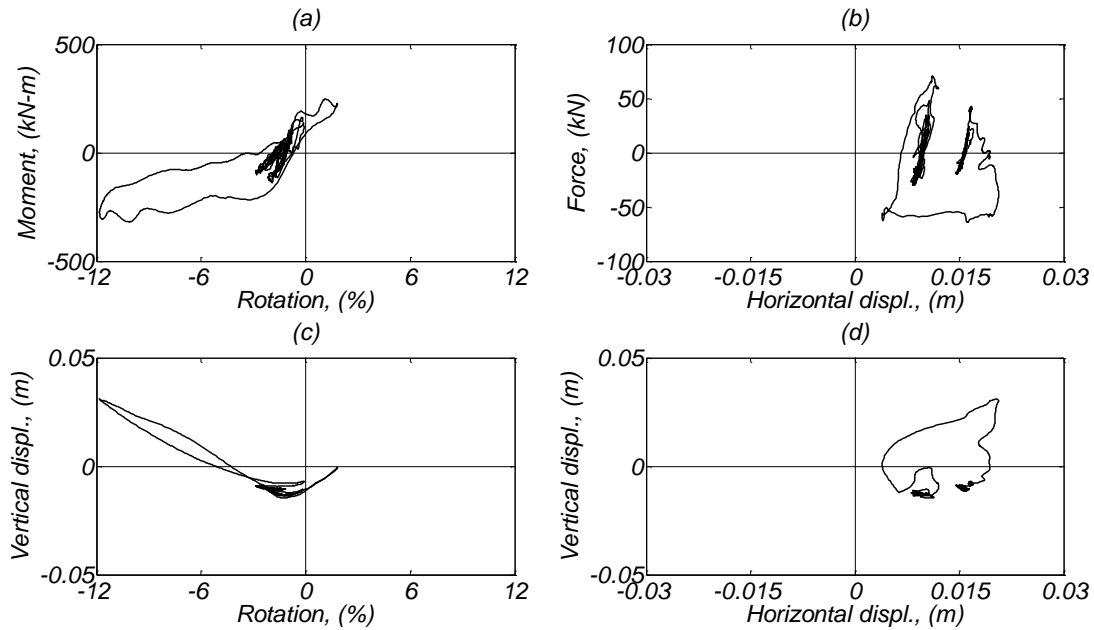 (a)
500
0
-500
Moment, (kN-m)
-12 -6 0 6 12
Rotation, (%)
(b)
100
50
0
-50
-100
Force, (kN)
-0.03 -0.015 0 0.015 0.03
Horizontal displ., (m)
(c)
0.05
0
-0.05
Vertical displ., (m)
-12 -6 0 6 12
Rotation, (%)
(d)
0.05
0
-0.05
Vertical displ., (m)
-0.03 -0.015 0 0.015 0.03
Horizontal displ., (m)